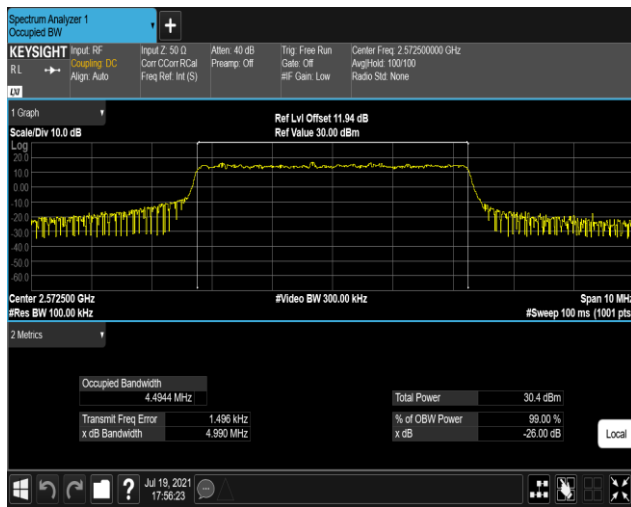 Spectrum Analyzer 1
Occupied BW
+
KEYSIGHT Input: RF Input Z: 50 Ω Atten: 40 dB Trig: Free Run Center Freq: 2.572500000 GHz
RL Coupling: DC Corr CCorr RCal Preamp: Off Gate: Off Avg|Hold: 100/100
Align: Auto Freq Ref: Int (S) #IF Gain: Low Radio Std: None
LXI
1 Graph
Ref Lvl Offset 11.94 dB
Scale/Div 10.0 dB Ref Value 30.00 dBm
Log
20.0
10.0
0.00
-10.0
-20.0
-30.0
-40.0
-50.0
-60.0
Center 2.572500 GHz #Video BW 300.00 kHz Span 10 MHz
#Res BW 100.00 kHz #Sweep 100 ms (1001 pts
2 Metrics
Occupied Bandwidth
4.4944 MHz Total Power 30.4 dBm
Transmit Freq Error 1.496 kHz % of OBW Power 99.00 %
x dB Bandwidth 4.990 MHz x dB -26.00 dB
Local
? Jul 19, 2021
17:56:23